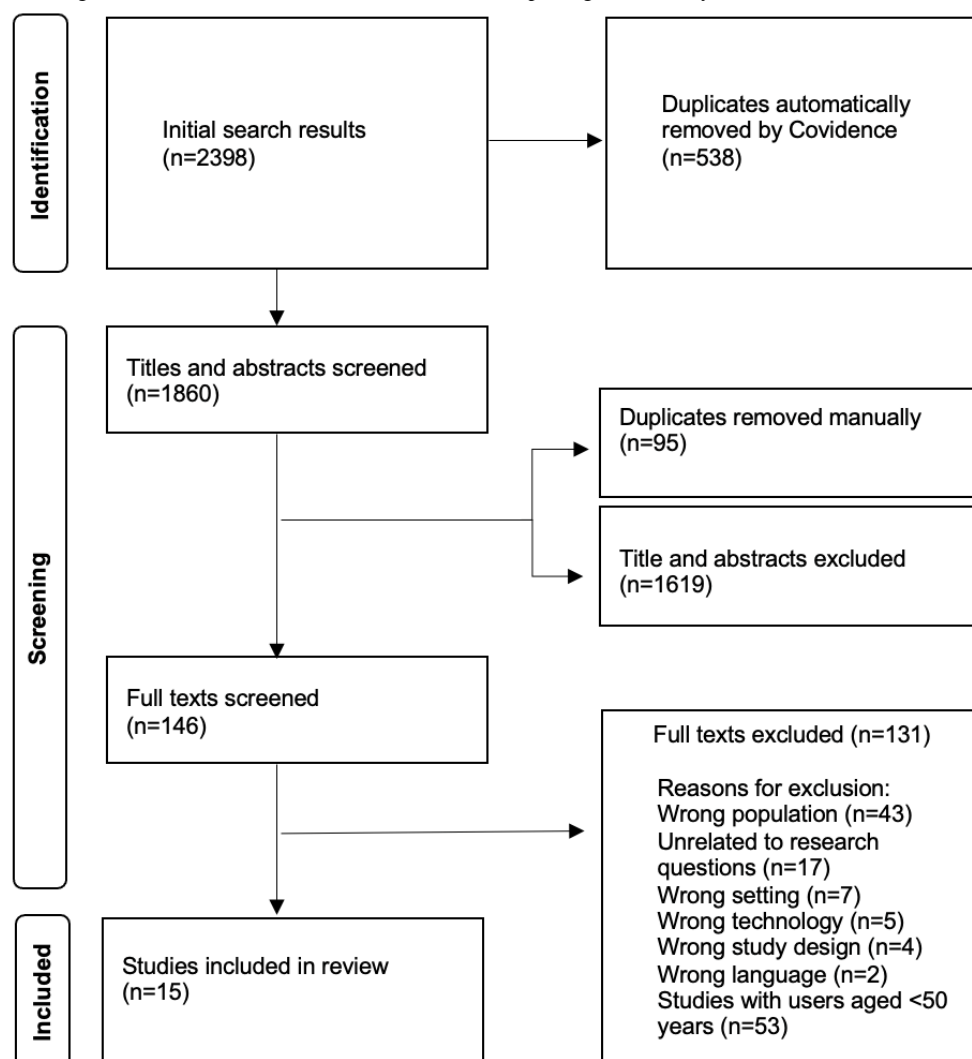 Identification
Initial search results
(n=2398)
Duplicates automatically
removed by Covidence
(n=538)
Screening
Titles and abstracts screened
(n=1860)
Duplicates removed manually
(n=95)
Title and abstracts excluded
(n=1619)
Full texts screened
(n=146)
Full texts excluded (n=131)
Reasons for exclusion:
Wrong population (n=43)
Unrelated to research
questions (n=17)
Wrong setting (n=7)
Wrong technology (n=5)
Wrong study design (n=4)
Wrong language (n=2)
Studies with users aged <50
years (n=53)
Included
Studies included in review
(n=15)